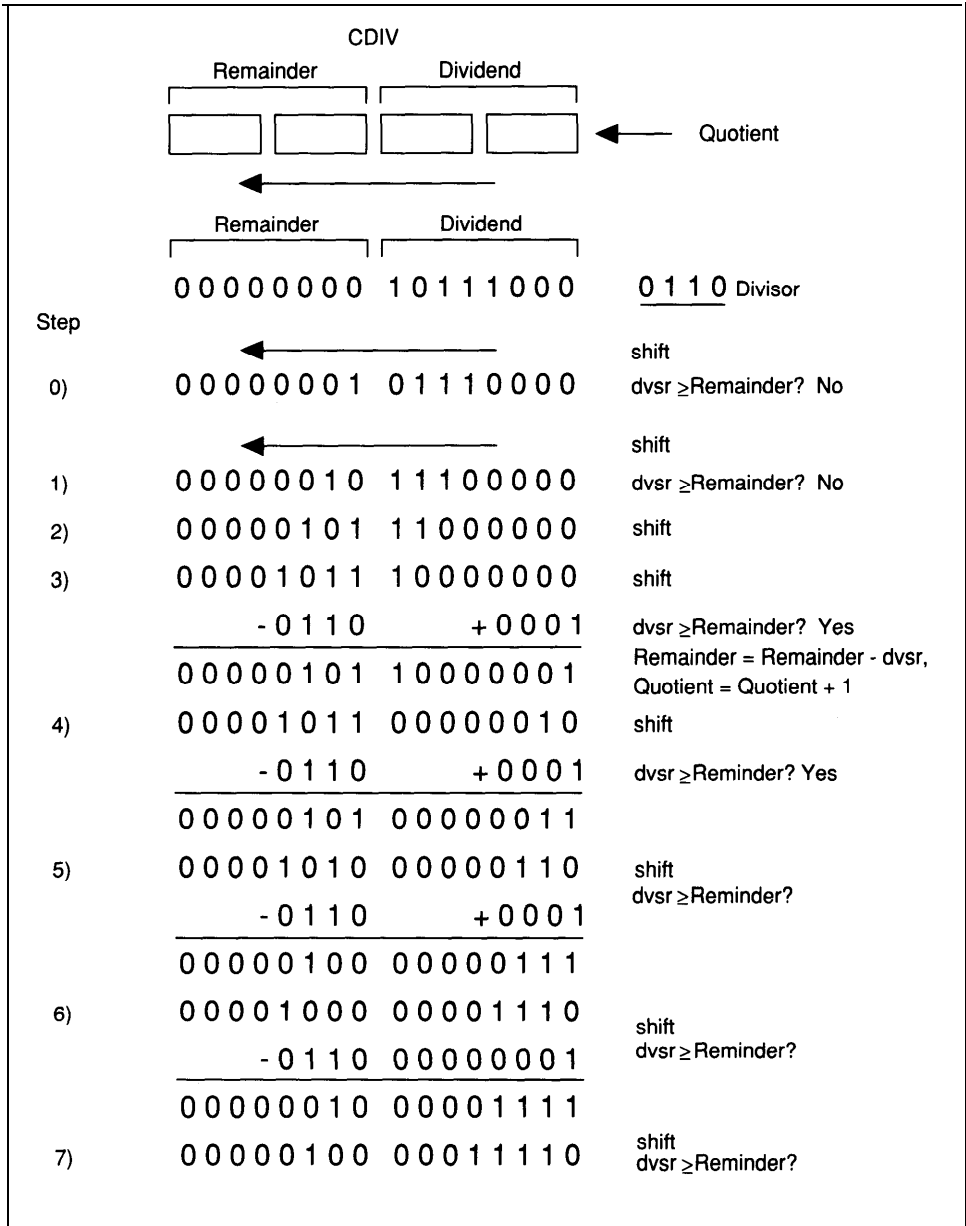 CDIV
Remainder Dividend
Quotient
Remainder Dividend
00000000 10111000 0110 Divisor
Step
shift
0) 00000001 01110000 dvsr ≥Remainder? No
shift
1) 00000010 11100000 dvsr ≥Remainder? No
2) 00000101 11000000 shift
3) 00001011 10000000 shift
-0110 +0001 dvsr ≥Remainder? Yes
00000101 10000001 Remainder = Remainder - dvsr,
Quotient = Quotient + 1
4) 00001011 00000010 shift
-0110 +0001 dvsr ≥Reminder? Yes
00000101 00000011
5) 00001010 00000110 shift
dvsr ≥Reminder?
-0110 +0001
00000100 00000111
6) 00001000 00001110 shift
-0110 00000001 dvsr ≥Reminder?
00000010 00001111
7) 00000100 00011110 shift
dvsr ≥Reminder?